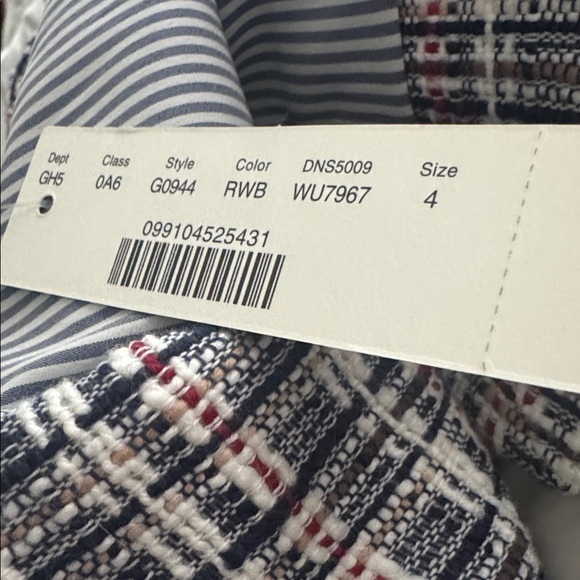 Dept Class Style Color DNS5009 Size
GH5 0A6 G0944 RWB WU7967 4
099104525431